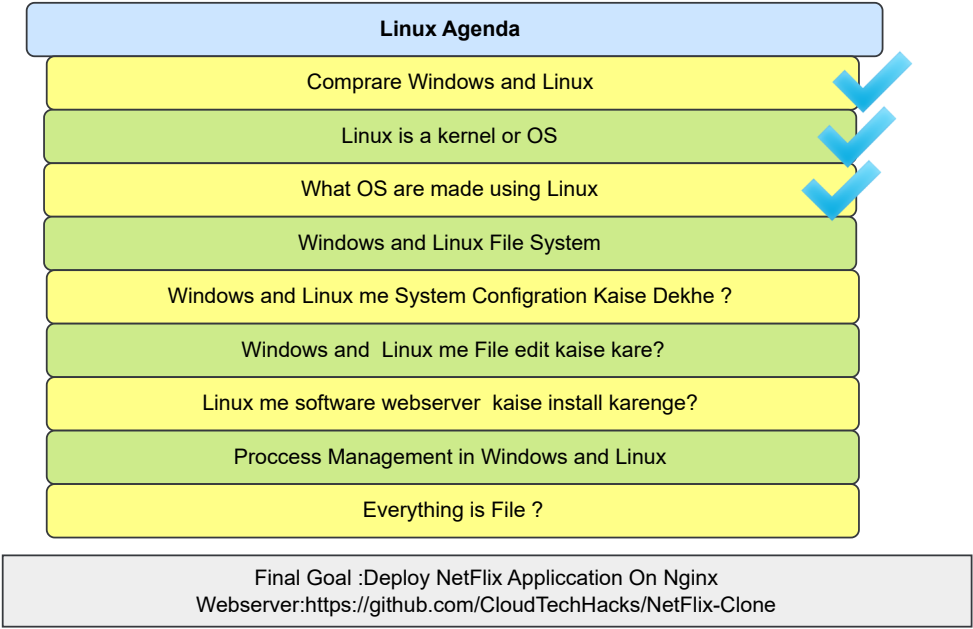 Linux Agenda
Comprare Windows and Linux
Linux is a kernel or OS
What OS are made using Linux
Windows and Linux File System
Windows and Linux me System Configration Kaise Dekhe ?
Windows and  Linux me File edit kaise kare?
Linux me software webserver  kaise install karenge?
Proccess Management in Windows and Linux
Everything is File ?
Final Goal :Deploy NetFlix Appliccation On Nginx
Webserver:https://github.com/CloudTechHacks/NetFlix-Clone